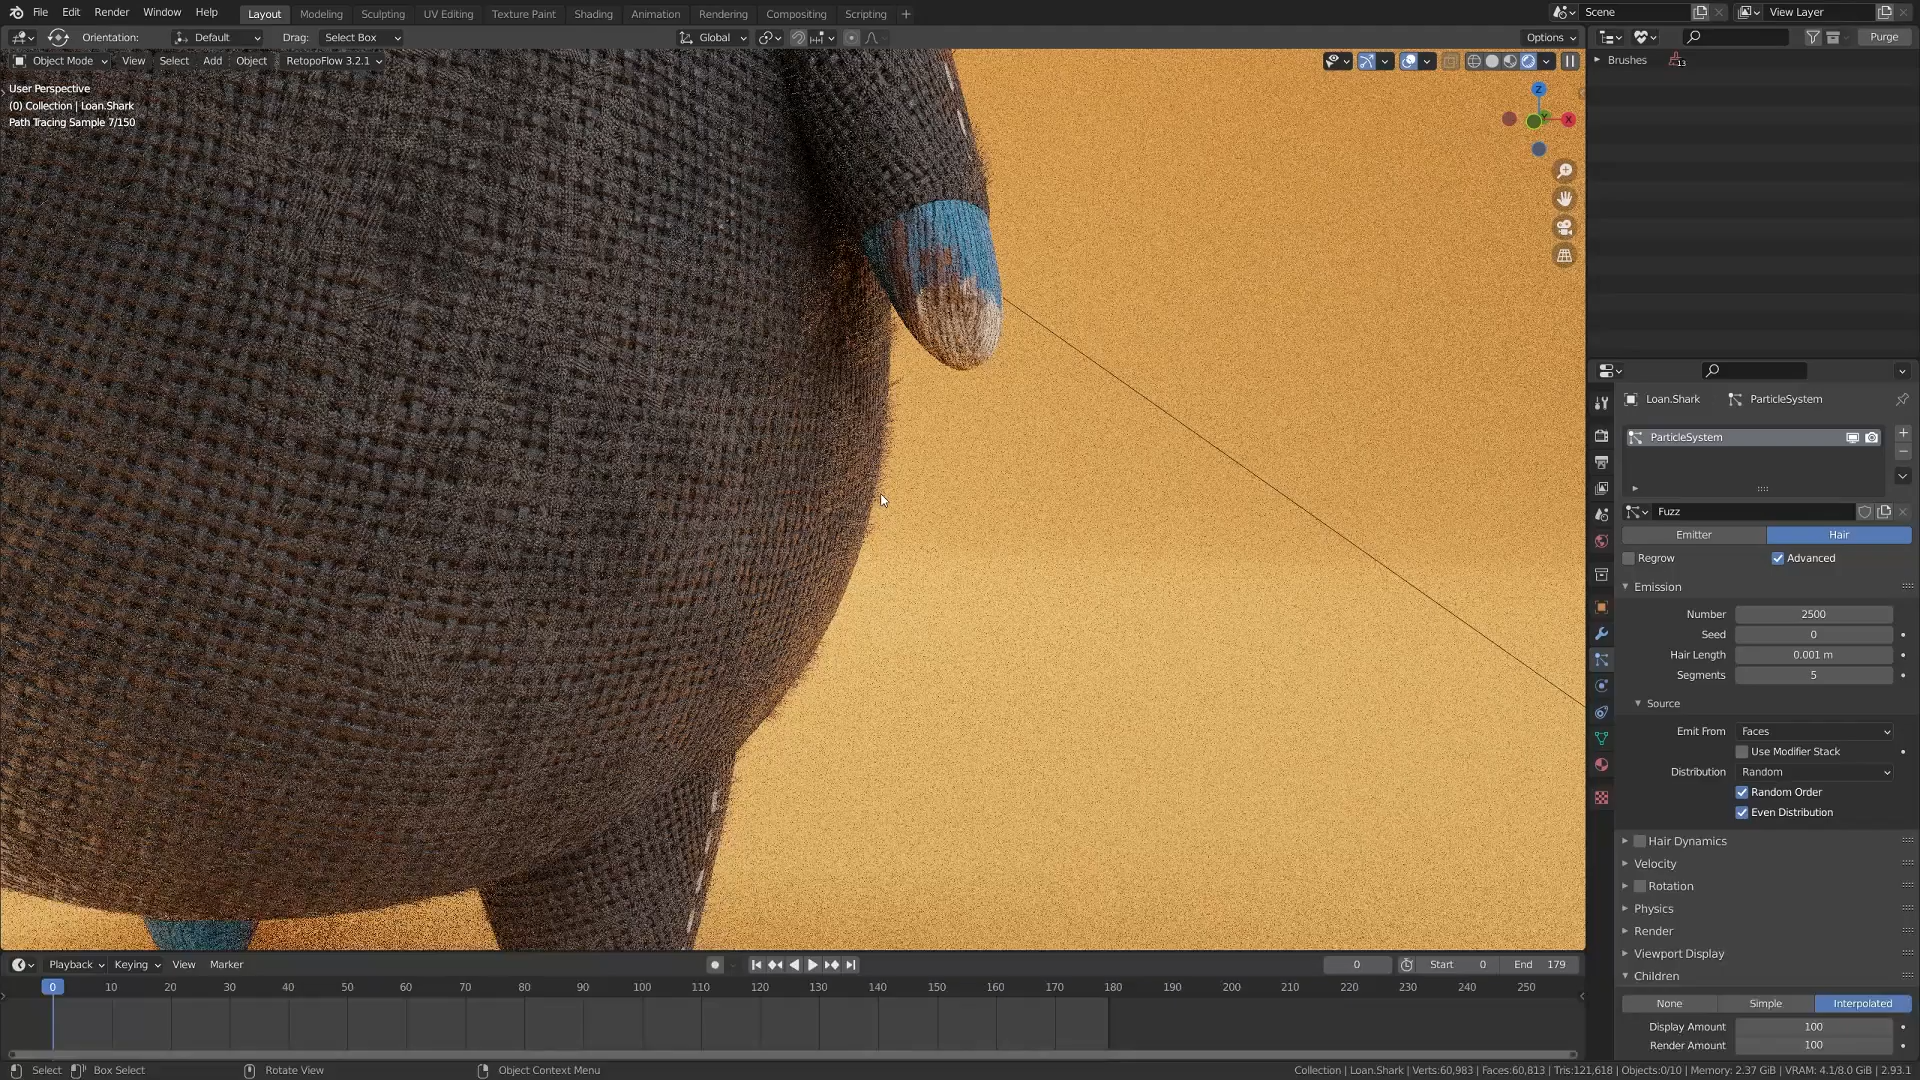 File Edit Render Window Help Layout Modeling Sculpting UV Editing Texture Paint Shading Animation Rendering Compositing Scripting + Scene View Layer
Orientation: Default Drag: Select Box Global Options Purge
Object Mode View Select Add Object RetopoFlow 3.2.1 Brushes 13
User Perspective
(0) Collection | Loan.Shark
Path Tracing Sample 7/150
Z
Y
X
Loan.Shark ParticleSystem
ParticleSystem
Fuzz
Emitter Hair
Regrow Advanced
Emission
Number 2500
Seed 0
Hair Length 0.001 m
Segments 5
Source
Emit From Faces
Use Modifier Stack
Distribution Random
Random Order
Even Distribution
Hair Dynamics
Velocity
Rotation
Physics
Render
Viewport Display
Children
None Simple Interpolated
Display Amount 100
Render Amount 100
Playback Keying View Marker 0 Start 0 End 179
0 10 20 30 40 50 60 70 80 90 100 110 120 130 140 150 160 170 180 190 200 210 220 230 240 250
Select Box Select Rotate View Object Context Menu Collection | Loan.Shark | Verts:60,983 | Faces:60,813 | Tris:121,618 | Objects:0/10 | Memory: 2.37 GiB | VRAM: 4.1/8.0 GiB | 2.93.1